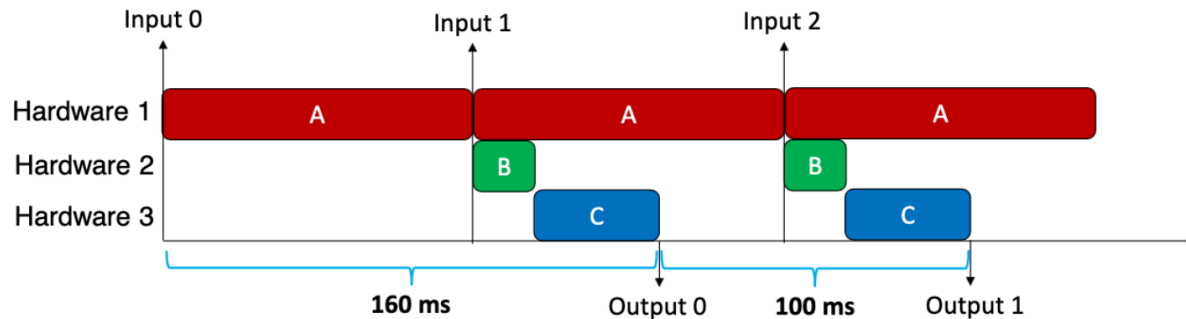 Input 0
Input 1
Input 2
Hardware 1
A
A
A
Hardware 2
B
B
Hardware 3
C
C
160 ms
Output 0
100 ms
Output 1